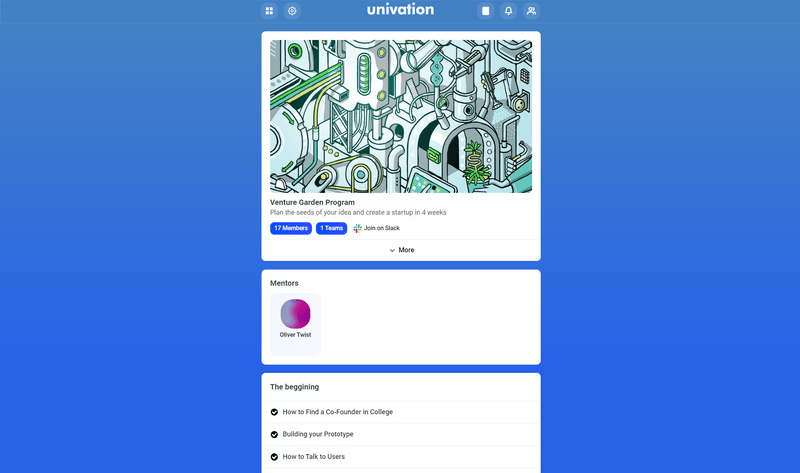 univation
Venture Garden Program
Plan the seeds of your idea and create a startup in 4 weeks
17 Members
1 Teams
Join on Slack
More
Mentors
Oliver Twist
The beggining
How to Find a Co-Founder in College
Building your Prototype
How to Talk to Users